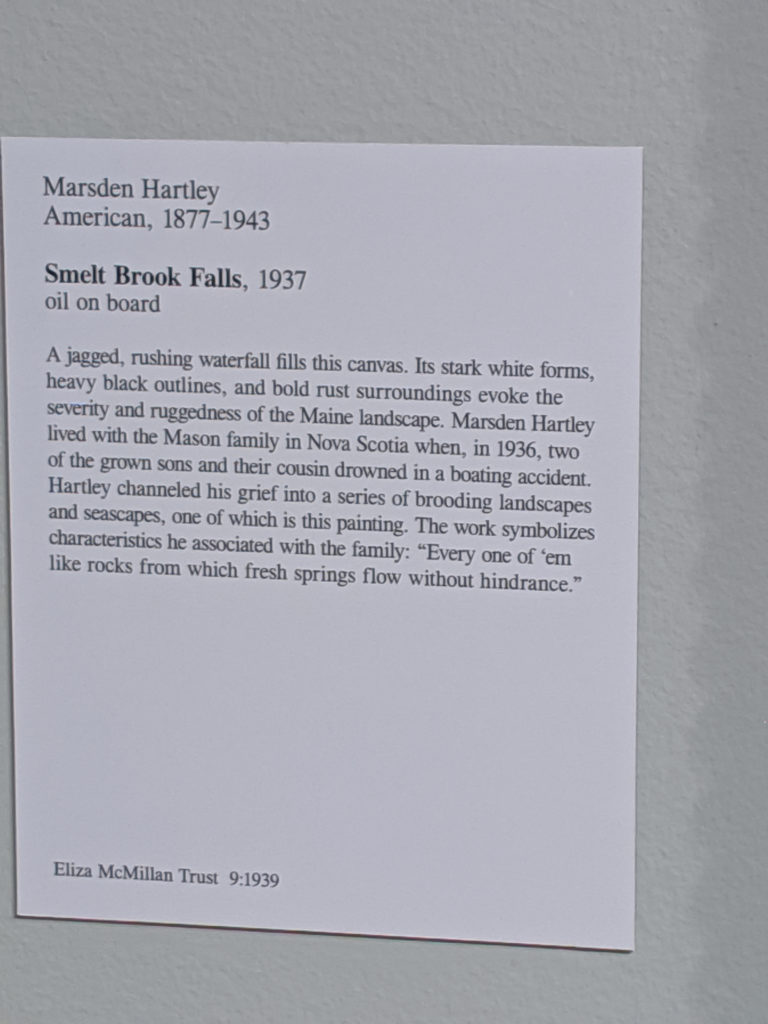 Marsden Hartley
American, 1877–1943
Smelt Brook Falls, 1937
oil on board
A jagged, rushing waterfall fills this canvas. Its stark white forms,
heavy black outlines, and bold rust surroundings evoke the
severity and ruggedness of the Maine landscape. Marsden Hartley
lived with the Mason family in Nova Scotia when, in 1936, two
of the grown sons and their cousin drowned in a boating accident.
Hartley channeled his grief into a series of brooding landscapes
and seascapes, one of which is this painting. The work symbolizes
characteristics he associated with the family: “Every one of ‘em
like rocks from which fresh springs flow without hindrance.”
Eliza McMillan Trust 9:1939